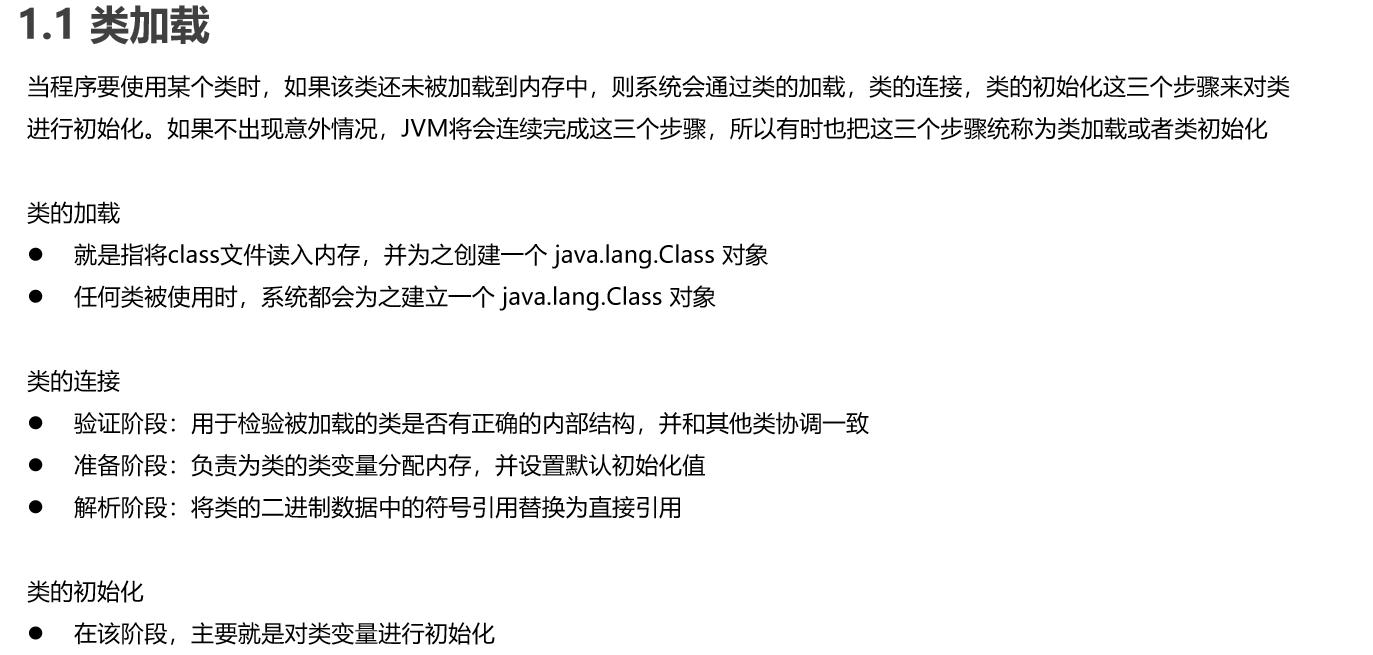 1.1 类加载
当程序要使用某个类时，如果该类还未被加载到内存中，则系统会通过类的加载，类的连接，类的初始化这三个步骤来对类
进行初始化。如果不出现意外情况，JVM将会连续完成这三个步骤，所以有时也把这三个步骤统称为类加载或者类初始化
类的加载
● 就是指将class文件读入内存，并为之创建一个 java.lang.Class 对象
● 任何类被使用时，系统都会为之建立一个 java.lang.Class 对象
类的连接
● 验证阶段：用于检验被加载的类是否有正确的内部结构，并和其他类协调一致
● 准备阶段：负责为类的类变量分配内存，并设置默认初始化值
● 解析阶段：将类的二进制数据中的符号引用替换为直接引用
类的初始化
● 在该阶段，主要就是对类变量进行初始化